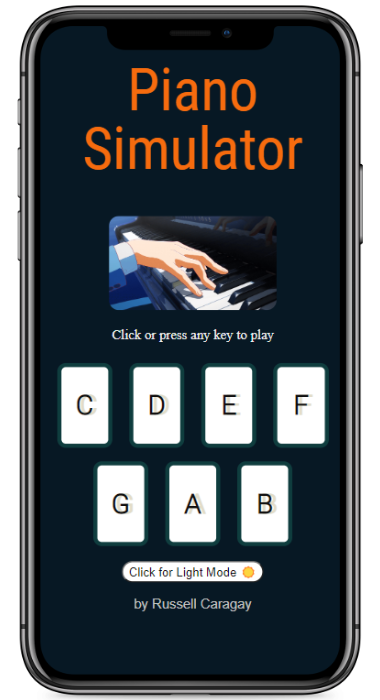 Piano
Simulator
Click or press any key to play
C D E F
G A B
Click for Light Mode
by Russell Caragay